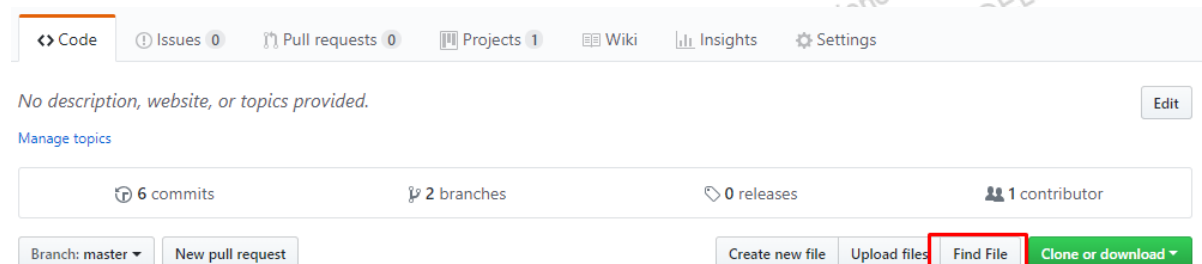 Code Issues 0 Pull requests 0 Projects 1 Wiki Insights Settings
No description, website, or topics provided. Edit
Manage topics
6 commits 2 branches 0 releases 1 contributor
Branch: master New pull request Create new file Upload files Find File Clone or download